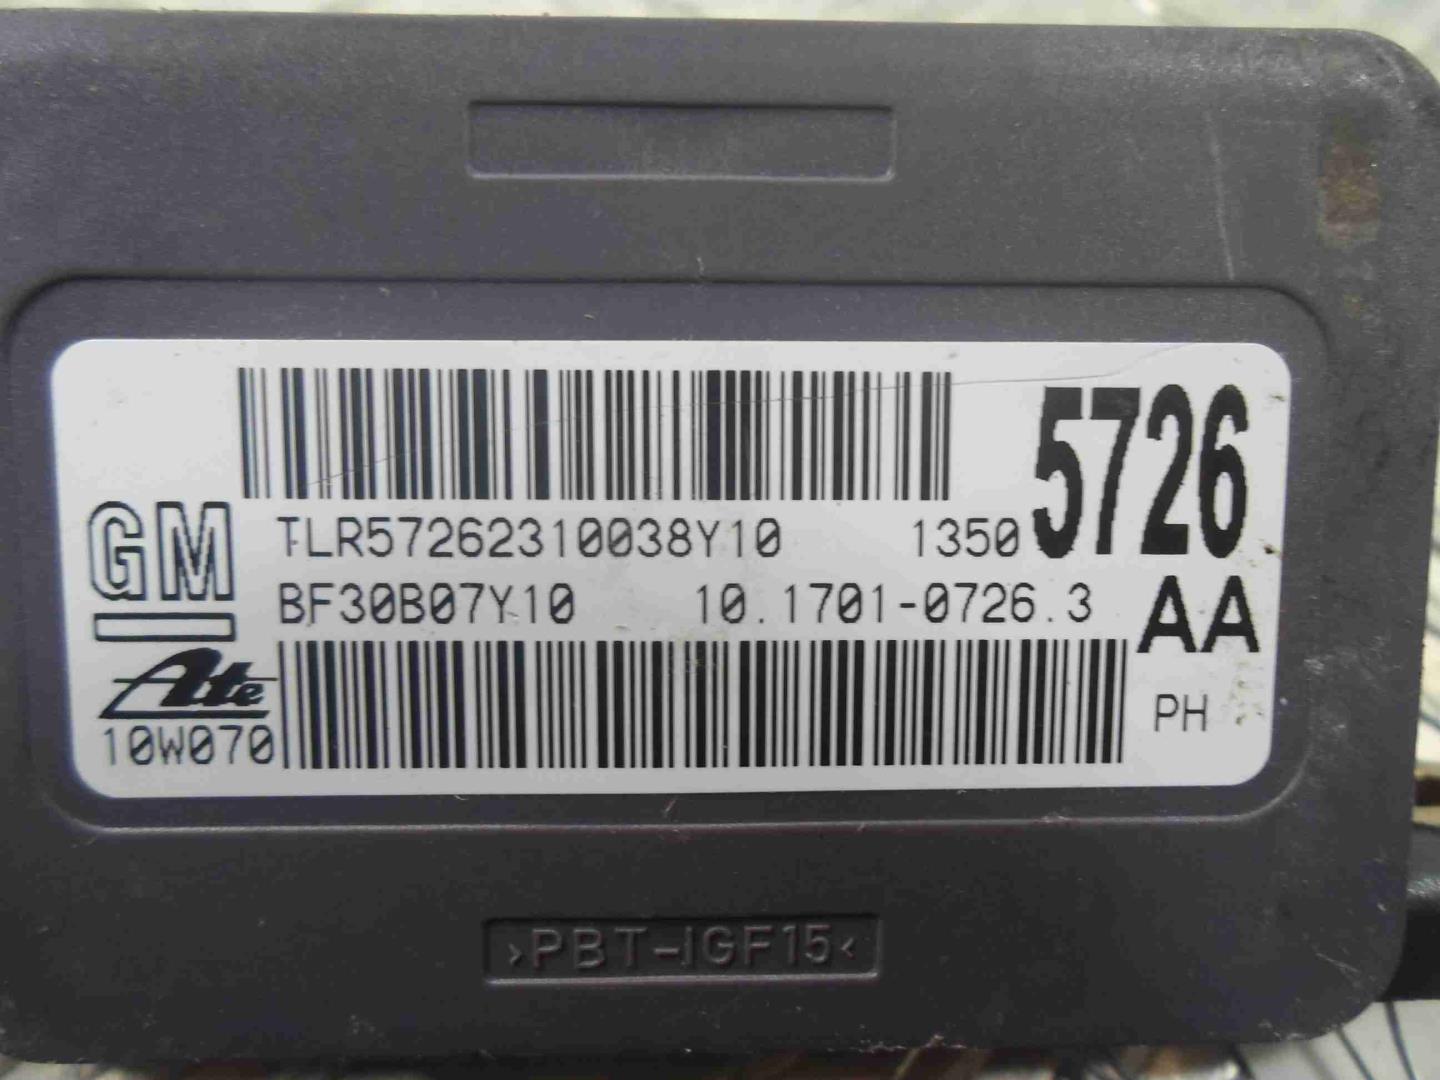 5726
GM
TLR57262310038Y10 1350
BF30B07Y10 10.1701-0726.3
AA
Ate
10W070
PH
>PBT-IGF15<